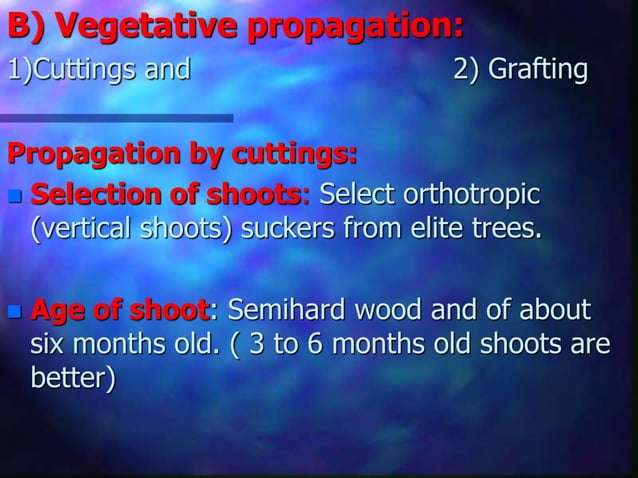 B) Vegetative propagation:
1)Cuttings and 2) Grafting
Propagation by cuttings:
Selection of shoots: Select orthotropic
(vertical shoots) suckers from elite trees.
Age of shoot: Semihard wood and of about
six months old. ( 3 to 6 months old shoots are
better)